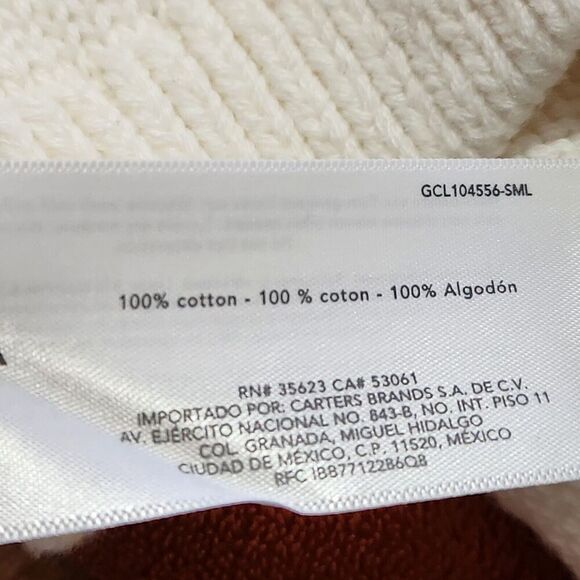 GCL104556-SML
100% cotton - 100 % coton - 100% Algodón
RN# 35623 CA# 53061
IMPORTADO POR: CARTERS BRANDS S.A. DE C.V.
AV. EJÉRCITO NACIONAL NO. 843-B, NO. INT. PISO 11
COL. GRANADA, MIGUEL HIDALGO
CIUDAD DE MÉXICO, C.P. 11520, MÉXICO
RFC IBB7712286Q8